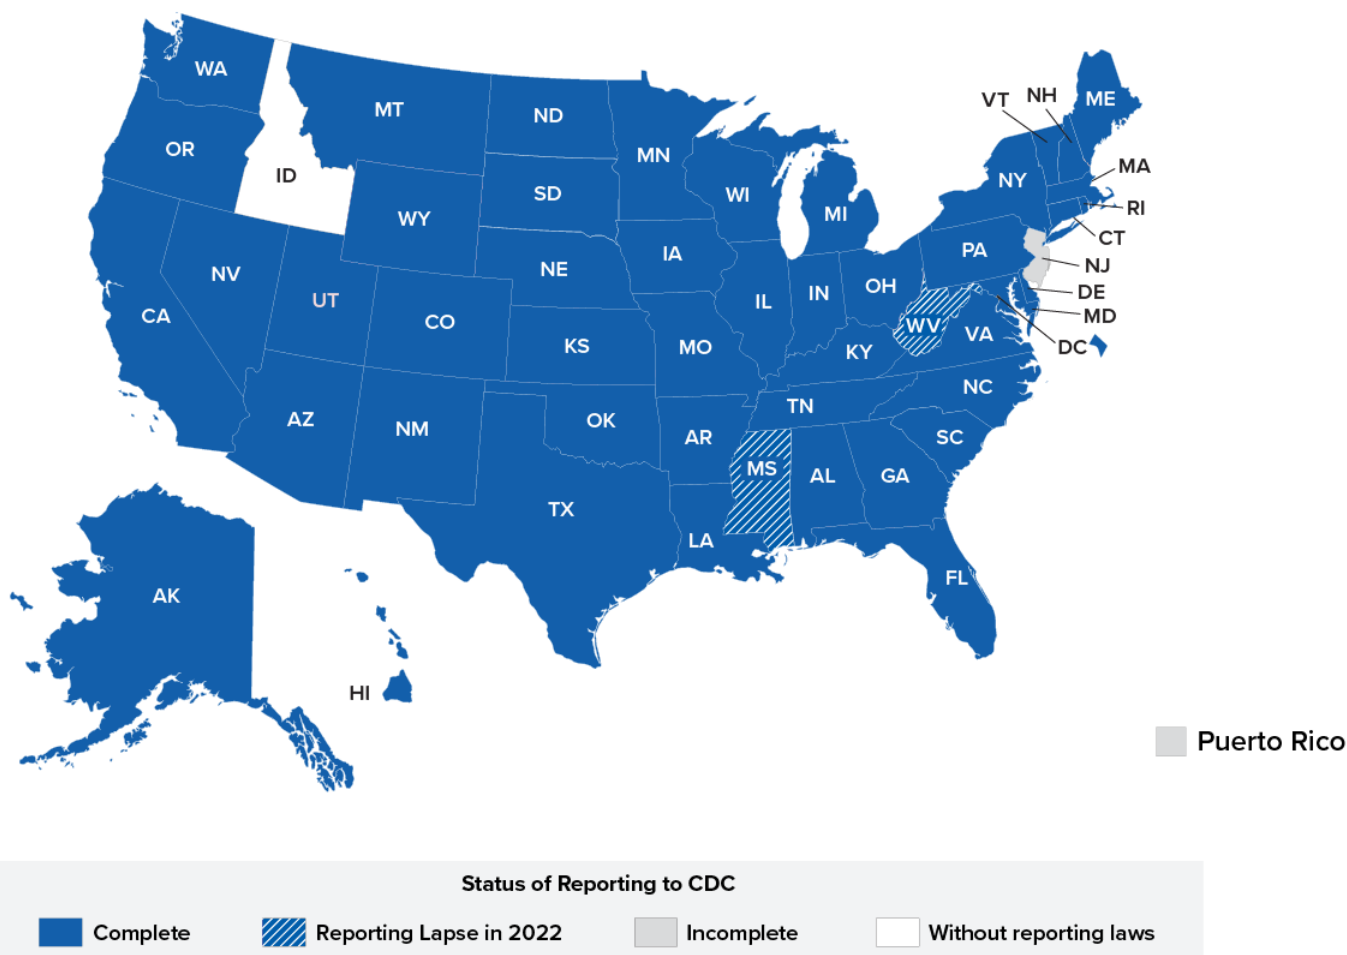 WA
MT
ND
MN
VT
NH
ME
OR
ID
SD
WI
MI
NY
MA
RI
WY
IA
PA
CT
NJ
NV
UT
NE
IL
IN
OH
DE
MD
CA
CO
KS
MO
KY
WV
VA
DC
NC
AZ
NM
OK
AR
TN
SC
MS
AL
GA
TX
LA
FL
AK
HI
Puerto Rico
Status of Reporting to CDC
Complete
Reporting Lapse in 2022
Incomplete
Without reporting laws